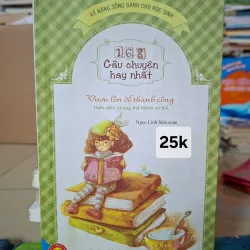 KỸ NĂNG SỐNG DÀNH CHO HỌC SINH
168
Câu chuyện
hay nhất
Vươn lên để thành công
Ngọc Linh biên soạn
25k